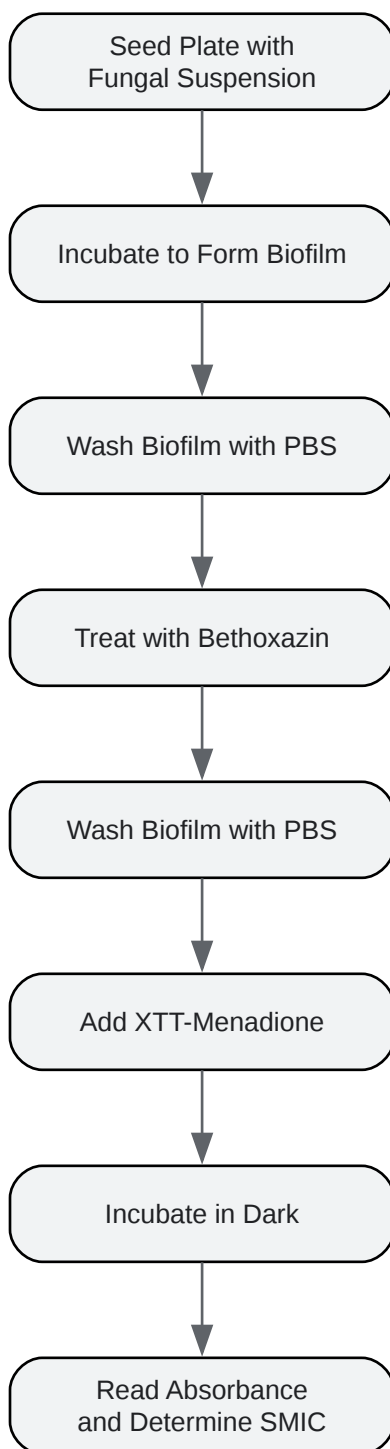 Seed Plate with
Fungal Suspension
Incubate to Form Biofilm
Wash Biofilm with PBS
Treat with Bethoxazin
Wash Biofilm with PBS
Add XTT-Menadione
Incubate in Dark
Read Absorbance
and Determine SMIC